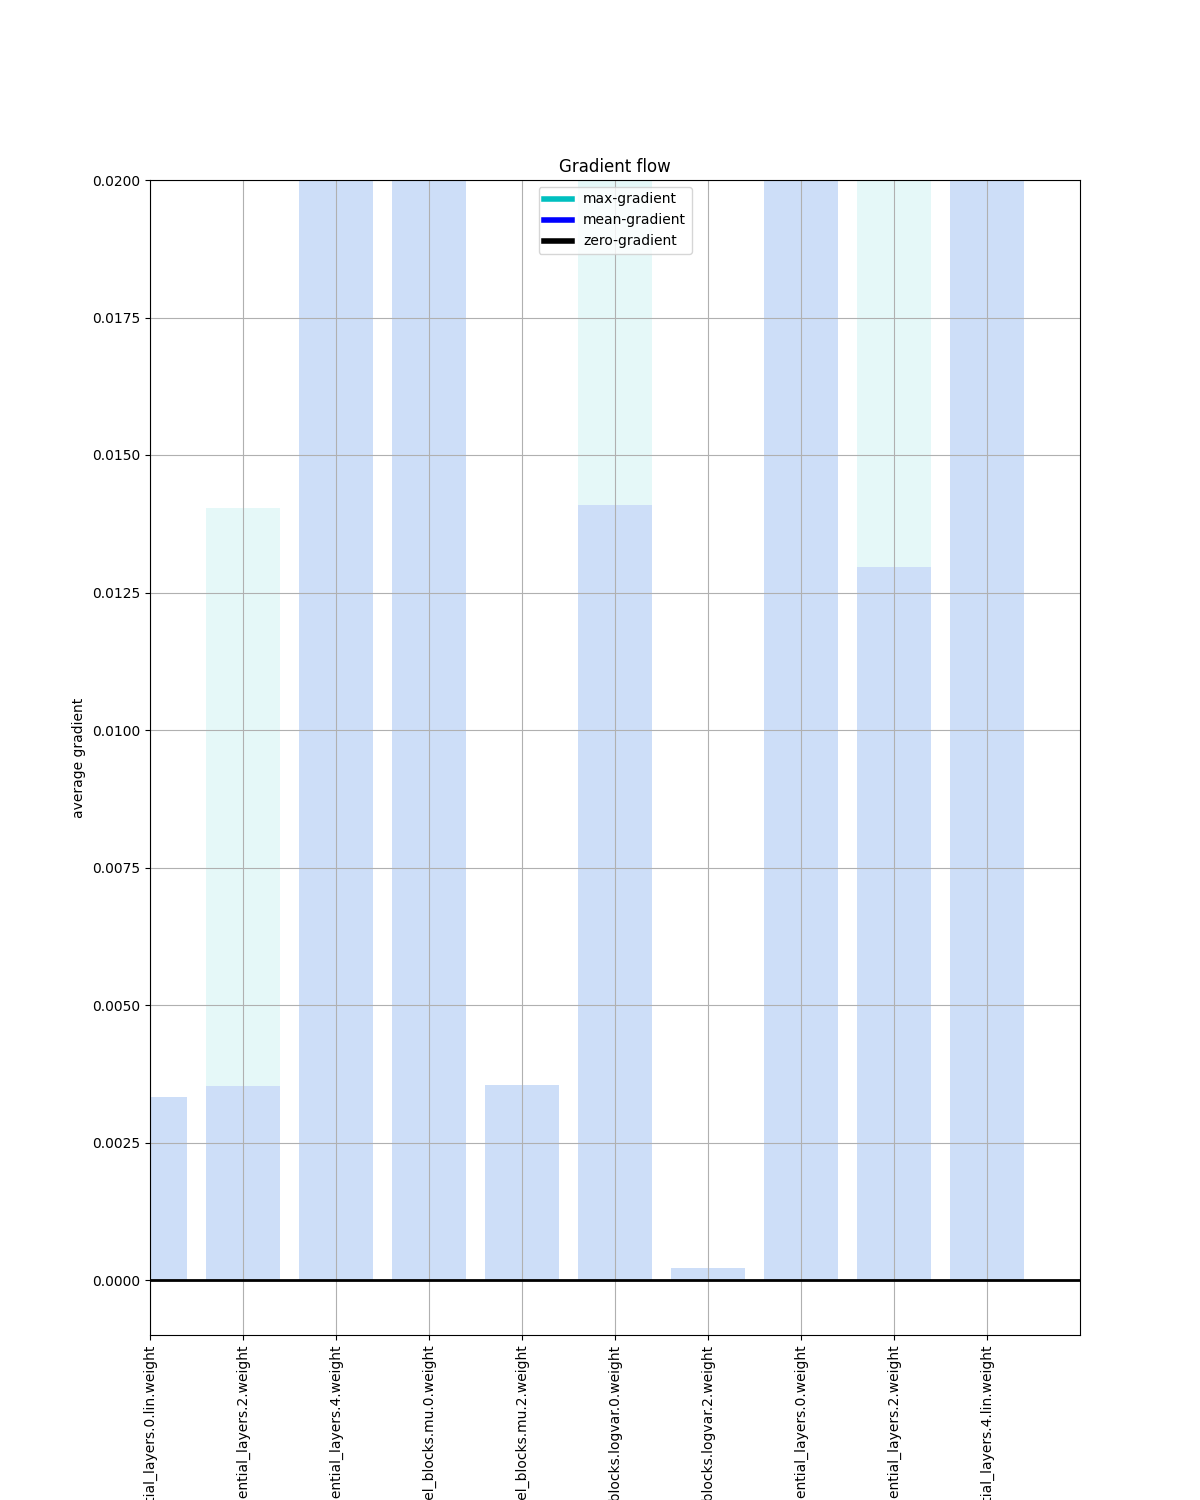 Gradient flow
max-gradient
mean-gradient
zero-gradient
0.0200
0.0175
0.0150
0.0125
0.0100
0.0075
0.0050
0.0025
0.0000
average gradient
tial_layers.0.lin.weight
ential_layers.2.weight
ential_layers.4.weight
el_blocks.mu.0.weight
el_blocks.mu.2.weight
blocks.logvar.0.weight
blocks.logvar.2.weight
ential_layers.0.weight
ential_layers.2.weight
tial_layers.4.lin.weight